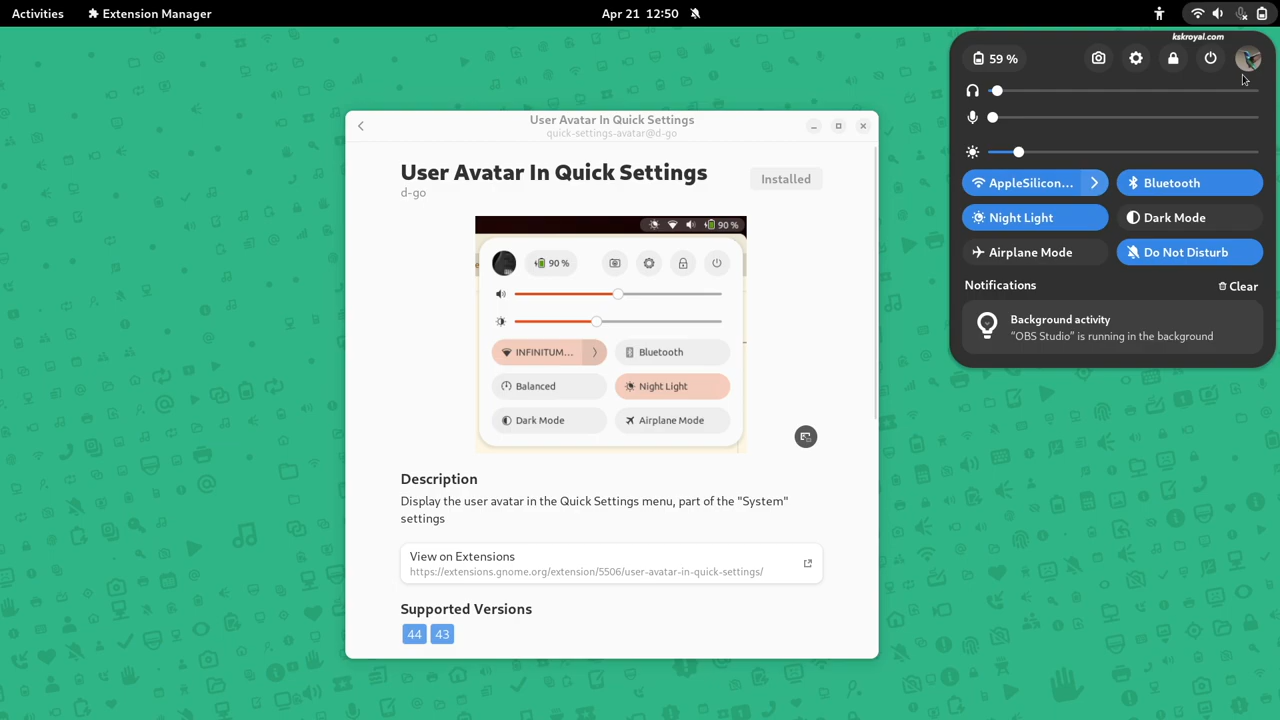 Activities
Extension Manager
Apr 21 12:50
kskroyal.com
59 %
AppleSilicon...
Bluetooth
Night Light
Dark Mode
Airplane Mode
Do Not Disturb
Notifications
Clear
Background activity
“OBS Studio” is running in the background
User Avatar In Quick Settings
quick-settings-avatar@d-go
User Avatar In Quick Settings
d-go
Installed
90 %
90 %
INFINITUM...
Bluetooth
Balanced
Night Light
Dark Mode
Airplane Mode
Description
Display the user avatar in the Quick Settings menu, part of the "System"
settings
View on Extensions
https://extensions.gnome.org/extension/5506/user-avatar-in-quick-settings/
Supported Versions
44 43